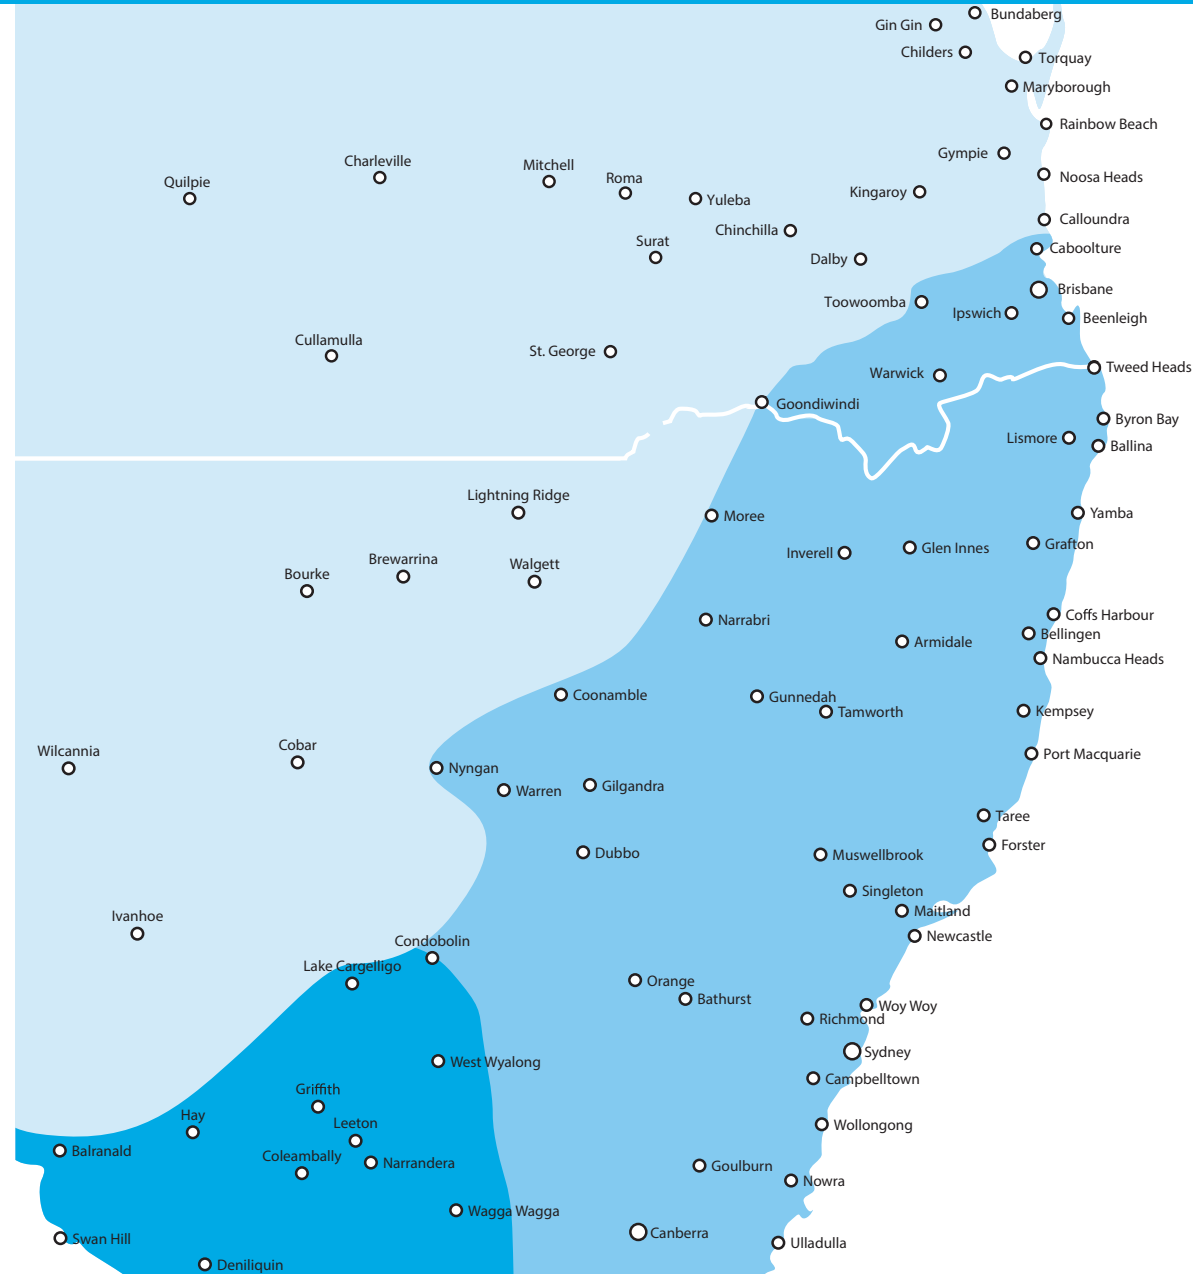 Bundaberg
Gin Gin
Childers
Torquay
Maryborough
Rainbow Beach
Gympie
Charleville
Mitchell
Roma
Noosa Heads
Quilpie
Kingaroy
Yuleba
Calloundra
Chinchilla
Surat
Caboolture
Dalby
Brisbane
Toowoomba
Ipswich
Beenleigh
Cullamulla
St. George
Tweed Heads
Warwick
Goondiwindi
Byron Bay
Lismore
Ballina
Lightning Ridge
Yamba
Moree
Grafton
Glen Innes
Inverell
Brewarrina
Walgett
Bourke
Coffs Harbour
Narrabri
Bellingen
Armidale
Nambucca Heads
Coonamble
Gunnedah
Tamworth
Kempsey
Cobar
Wilcannia
Port Macquarie
Nyngan
Gilgandra
Warren
Taree
Forster
Dubbo
Muswellbrook
Singleton
Maitland
Ivanhoe
Newcastle
Condobolin
Lake Cargelligo
Orange
Bathurst
Woy Woy
Richmond
Sydney
West Wyalong
Campbelltown
Griffith
Hay
Leeton
Wollongong
Balranald
Coleambally
Narrandera
Goulburn
Nowra
Wagga Wagga
Canberra
Swan Hill
Ulladulla
Deniliquin